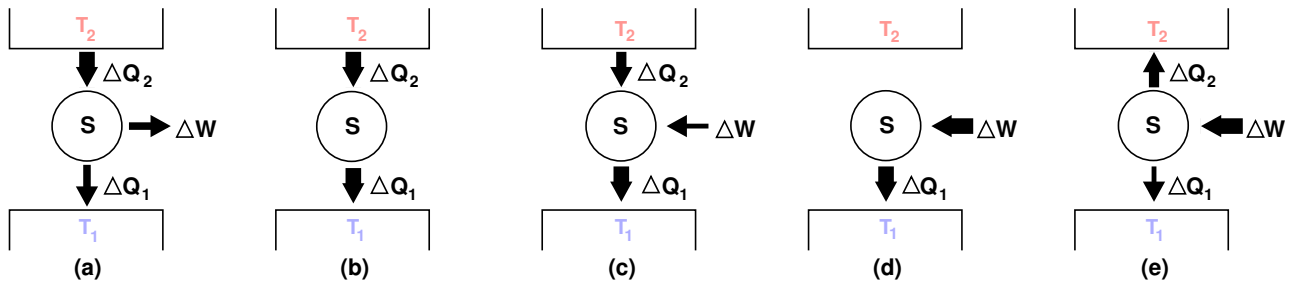 T₂ T₂ T₂ T₂ T₂
△Q₂ △Q₂ △Q₂ △Q₂
S △W S S △W S △W S △W
△Q₁ △Q₁ △Q₁ △Q₁ △Q₁
T₁ T₁ T₁ T₁ T₁
(a) (b) (c) (d) (e)